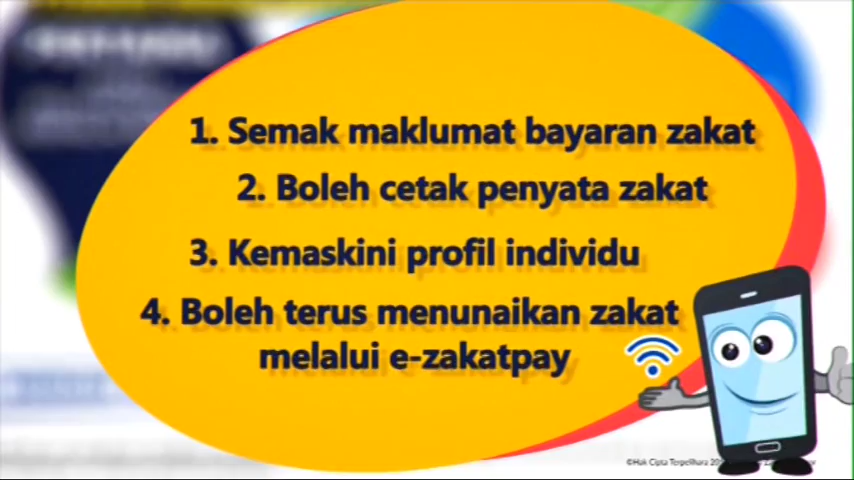 1. Semak maklumat bayaran zakat
2. Boleh cetak penyata zakat
3. Kemaskini profil individu
4. Boleh terus menunaikan zakat
melalui e-zakatpay
©Hak Cipta Terpelihara